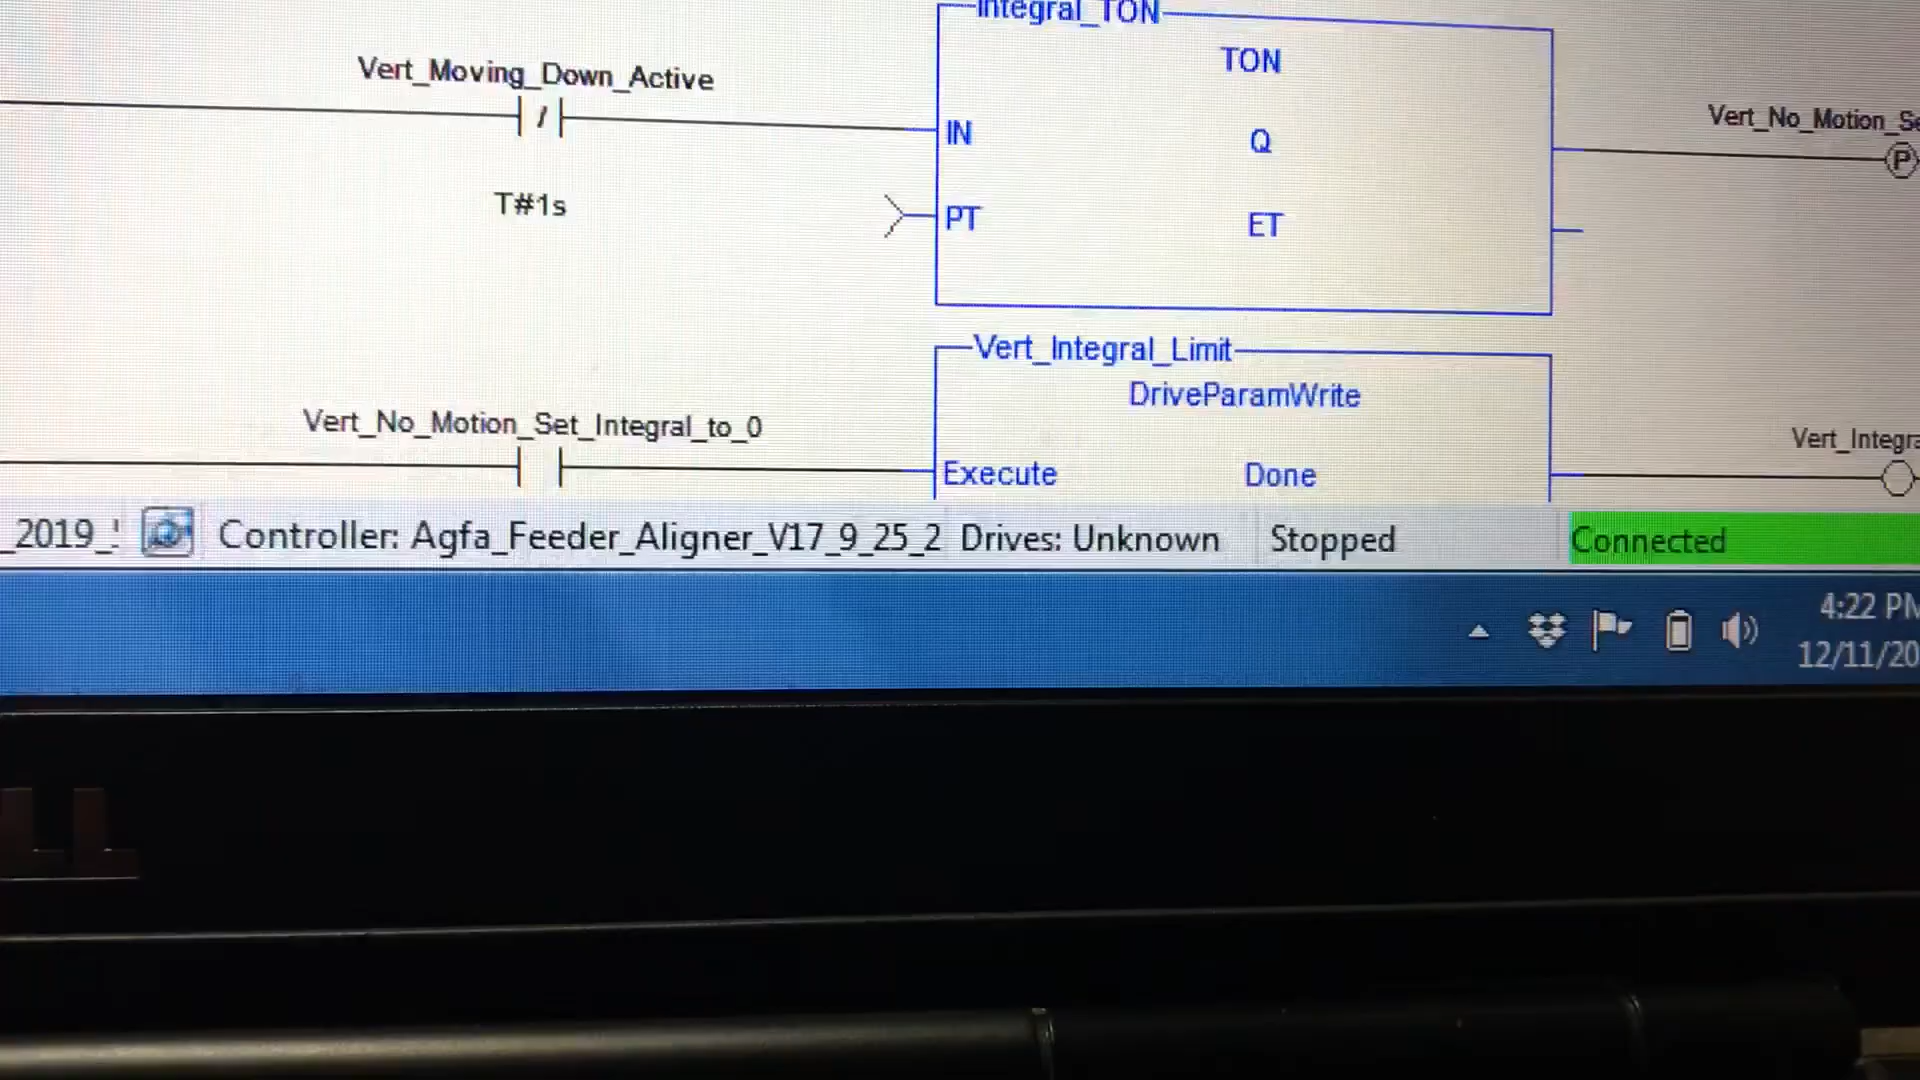 Integral_TON
TON
Vert_Moving_Down_Active
IN
Q
Vert_No_Motion_Se
P
T#1s
PT
ET
Vert_Integral_Limit
DriveParamWrite
Vert_No_Motion_Set_Integral_to_0
Execute
Done
Vert_Integra
_2019_
Controller: Agfa_Feeder_Aligner_V17_9_25_2
Drives: Unknown
Stopped
Connected
4:22 PM
12/11/20